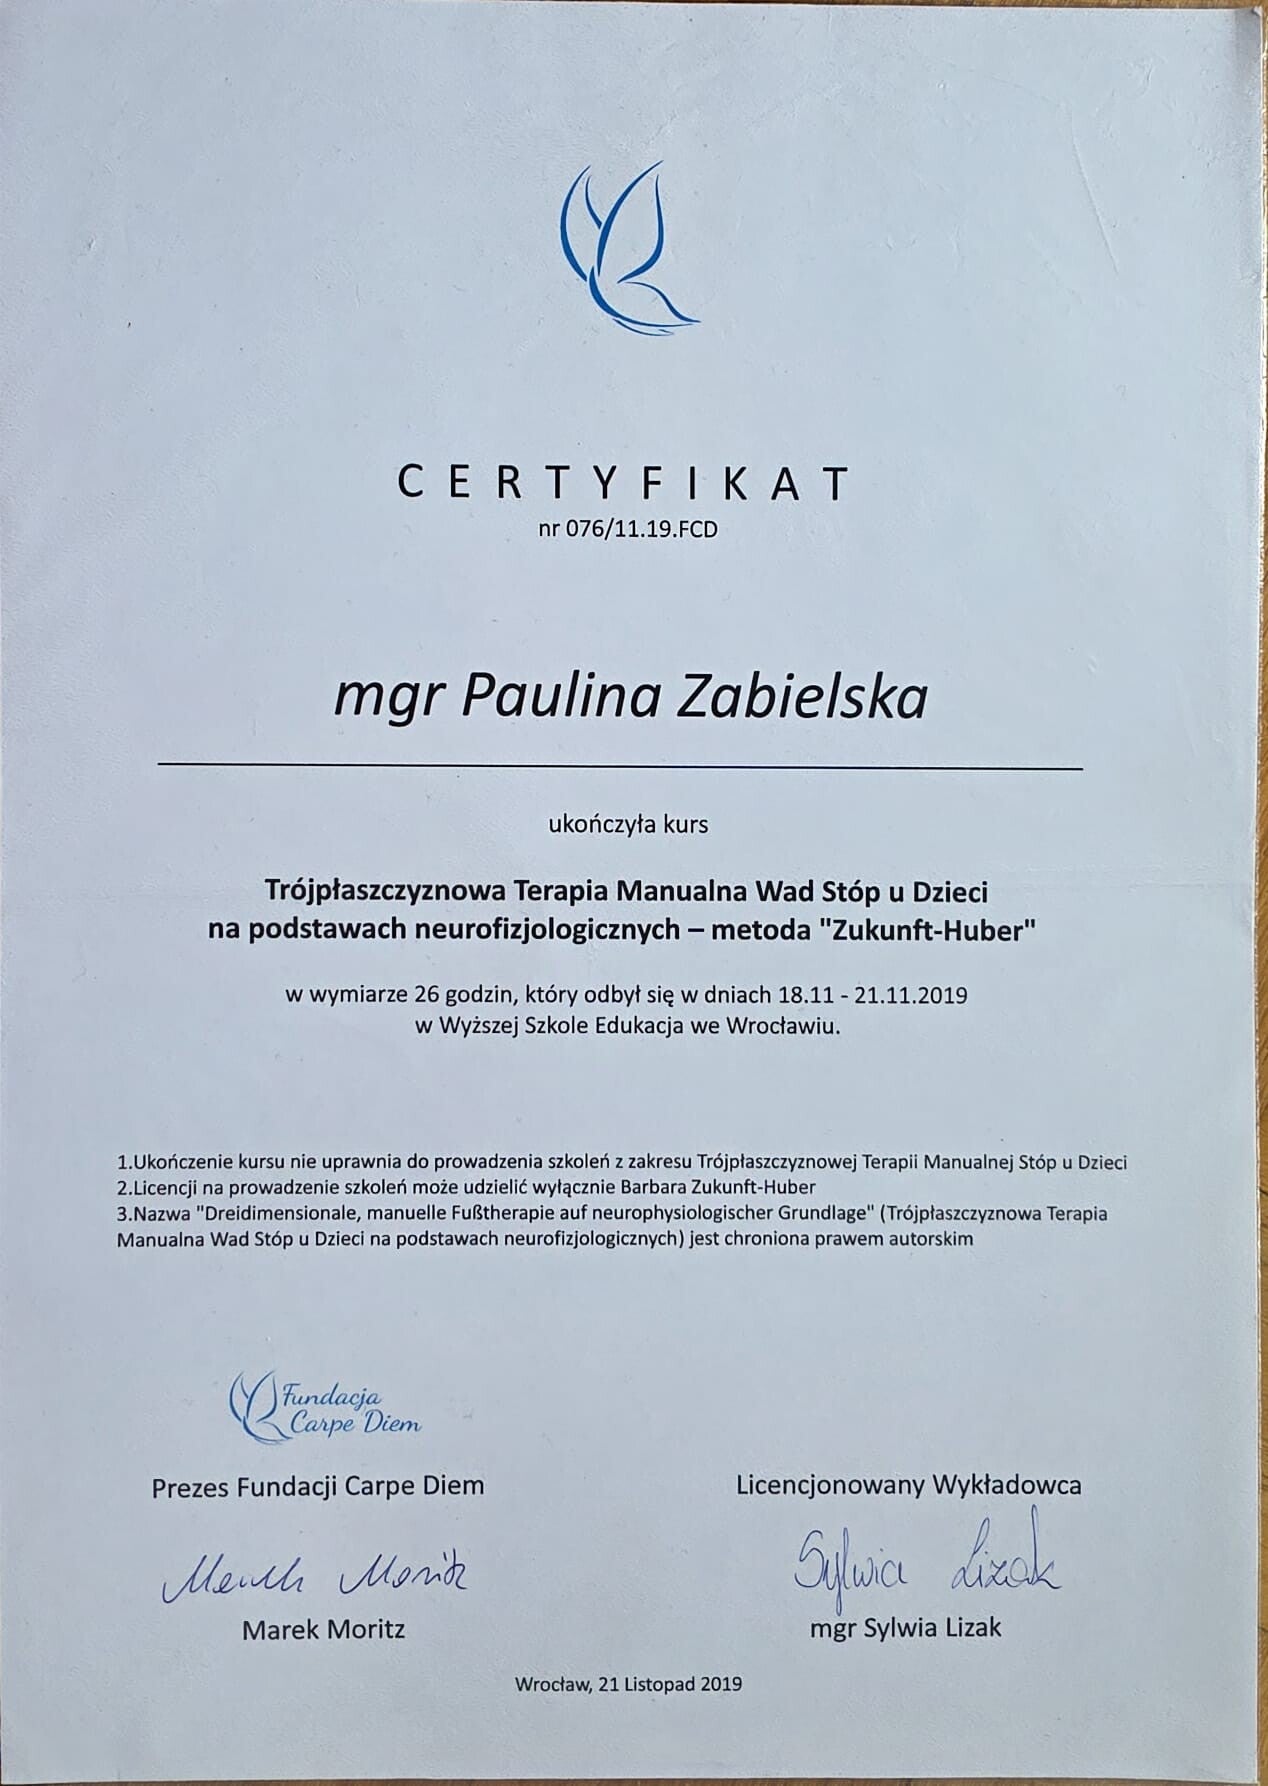 CERTYFIKAT
nr 076/11.19.FCD
mgr Paulina Zabielska
ukończyła kurs
Trójpłaszczyznowa Terapia Manualna Wad Stóp u Dzieci
na podstawach neurofizjologicznych – metoda "Zukunft-Huber"
w wymiarze 26 godzin, który odbył się w dniach 18.11 - 21.11.2019
w Wyższej Szkole Edukacja we Wrocławiu.
1.Ukończenie kursu nie uprawnia do prowadzenia szkoleń z zakresu Trójpłaszczyznowej Terapii Manualnej Stóp u Dzieci
2.Licencji na prowadzenie szkoleń może udzielić wyłącznie Barbara Zukunft-Huber
3.Nazwa "Dreidimensionale, manuelle Fußtherapie auf neurophysiologischer Grundlage" (Trójpłaszczyznowa Terapia
Manualna Wad Stóp u Dzieci na podstawach neurofizjologicznych) jest chroniona prawem autorskim
Fundacja
Carpe Diem
Prezes Fundacji Carpe Diem
Licencjonowany Wykładowca
Marek Moritz
Sylwia Lizak
Marek Moritz
mgr Sylwia Lizak
Wrocław, 21 Listopad 2019